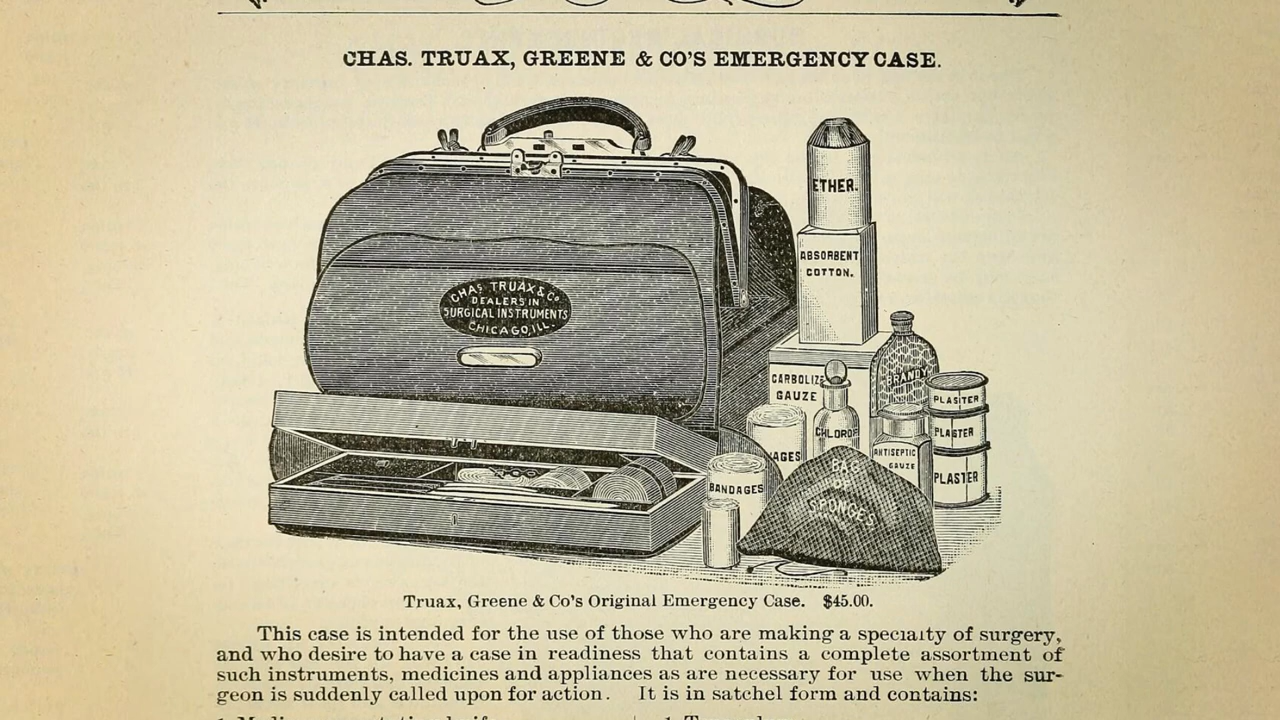 CHAS. TRUAX, GREENE & CO'S EMERGENCY CASE.
CHAS. TRUAX & Co.
DEALERS IN
SURGICAL INSTRUMENTS
CHICAGO, ILL.
ETHER.
ABSORBENT
COTTON.
CARBOLIZE
GAUZE
BRANDY
PLASTER
CHLOROF
PLASTER
AGES
ANTISEPTIC
GAUZE
BAG
OF
SPONGES
PLASTER
BANDAGES
Truax, Greene & Co's Original Emergency Case. $45.00.
This case is intended for the use of those who are making a specialty of surgery,
and who desire to have a case in readiness that contains a complete assortment of
such instruments, medicines and appliances as are necessary for use when the sur-
geon is suddenly called upon for action. It is in satchel form and contains: